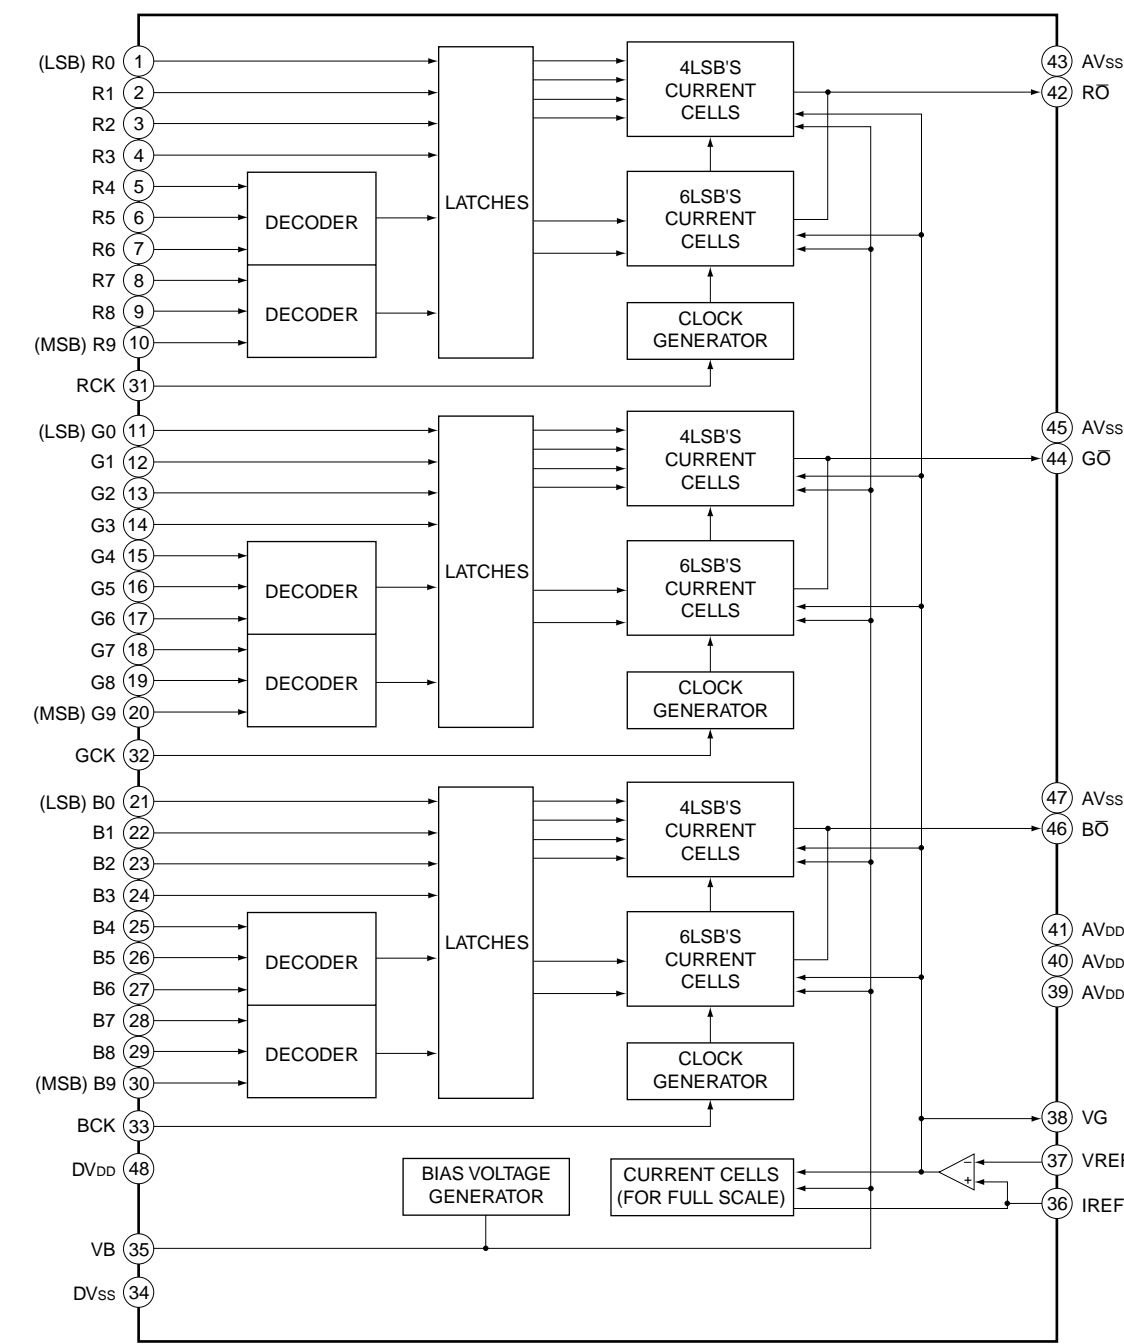 (LSB) R0 1
R1 2
R2 3
R3 4
R4 5
R5 6
R6 7
R7 8
R8 9
(MSB) R9 10
RCK 31
DECODER
DECODER
LATCHES
4LSB'S
CURRENT
CELLS
6LSB'S
CURRENT
CELLS
CLOCK
GENERATOR
43 AVSS
42 RO̅
(LSB) G0 11
G1 12
G2 13
G3 14
G4 15
G5 16
G6 17
G7 18
G8 19
(MSB) G9 20
GCK 32
DECODER
DECODER
LATCHES
4LSB'S
CURRENT
CELLS
6LSB'S
CURRENT
CELLS
CLOCK
GENERATOR
45 AVSS
44 GO̅
(LSB) B0 21
B1 22
B2 23
B3 24
B4 25
B5 26
B6 27
B7 28
B8 29
(MSB) B9 30
BCK 33
DECODER
DECODER
LATCHES
4LSB'S
CURRENT
CELLS
6LSB'S
CURRENT
CELLS
CLOCK
GENERATOR
47 AVSS
46 BO̅
41 AVDD
40 AVDD
39 AVDD
38 VG
37 VREF
36 IREF
− 
+
DVDD 48
BIAS VOLTAGE
GENERATOR
CURRENT CELLS
(FOR FULL SCALE)
VB 35
DVSS 34